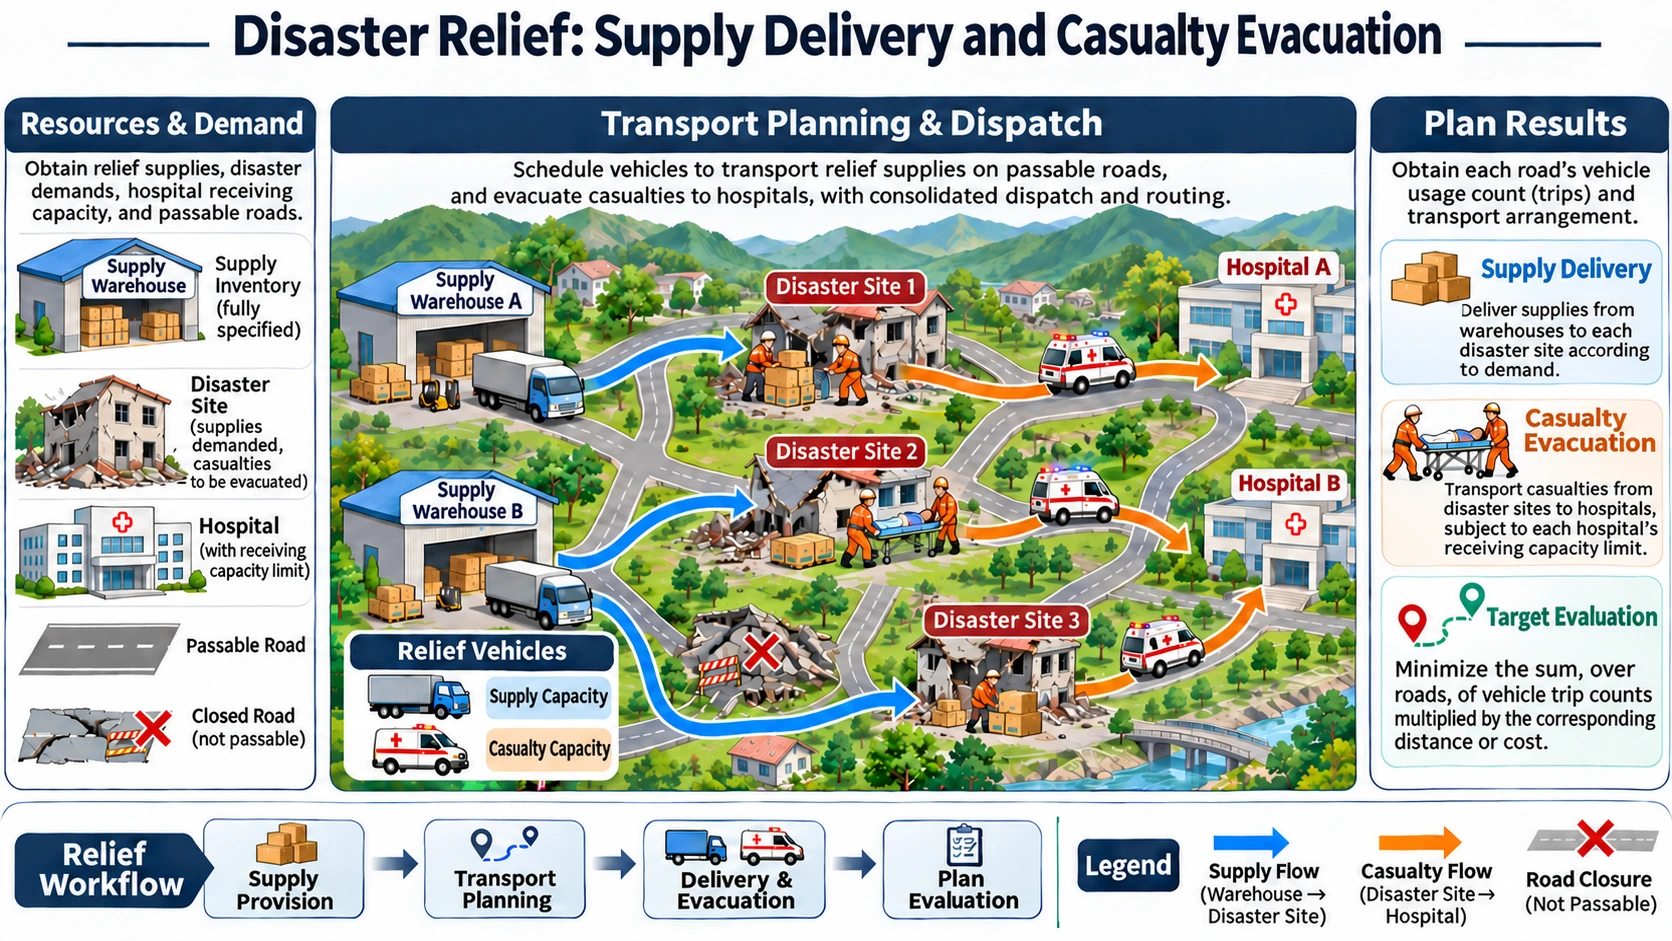 Disaster Relief: Supply Delivery and Casualty Evacuation
Resources & Demand
Obtain relief supplies, disaster
demands, hospital receiving
capacity, and passable roads.
Supply
Warehouse
Supply
Inventory
(fully
specified)
Disaster
Site
(supplies
demanded,
casualties
to be evacuated)
Hospital
(with receiving
capacity limit)
Passable Road
Closed Road
(not passable)
Transport Planning & Dispatch
Schedule vehicles to transport relief supplies on passable roads,
and evacuate casualties to hospitals, with consolidated dispatch and routing.
Supply
Warehouse A
Disaster Site 1
Hospital A
Supply
Warehouse B
Disaster Site 2
Hospital B
Disaster Site 3
Relief Vehicles
Supply Capacity
Casualty Capacity
Plan Results
Obtain each road's vehicle
usage count (trips) and
transport arrangement.
Supply Delivery
Deliver supplies from
warehouses to each
disaster site according
to demand.
Casualty
Evacuation
Transport casualties from
disaster sites to hospitals,
subject to each hospital's
receiving capacity limit.
Target Evaluation
Minimize the sum, over
roads, of vehicle trip counts
multiplied by the corresponding
distance or cost.
Relief
Workflow
Supply
Provision
Transport
Planning
Delivery &
Evacuation
Plan
Evaluation
Legend
Supply Flow
(Warehouse →
Disaster Site)
Casualty Flow
(Disaster Site →
Hospital)
Road Closure
(Not Passable)